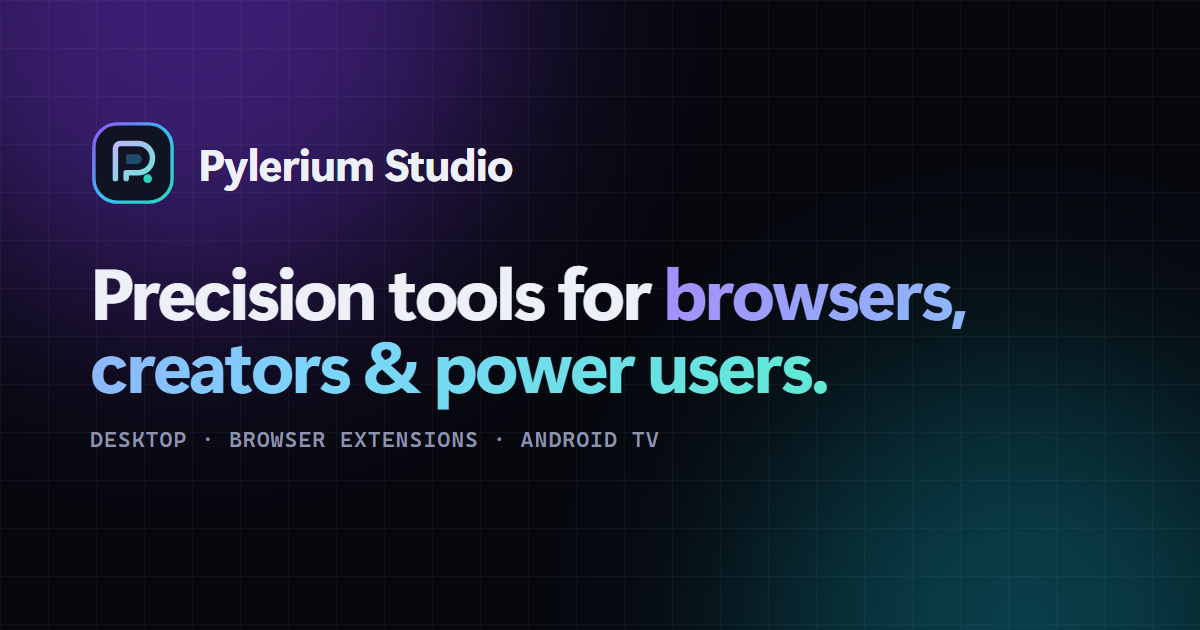 Pylerium Studio
Precision tools for browsers,
creators & power users.
DESKTOP · BROWSER EXTENSIONS · ANDROID TV